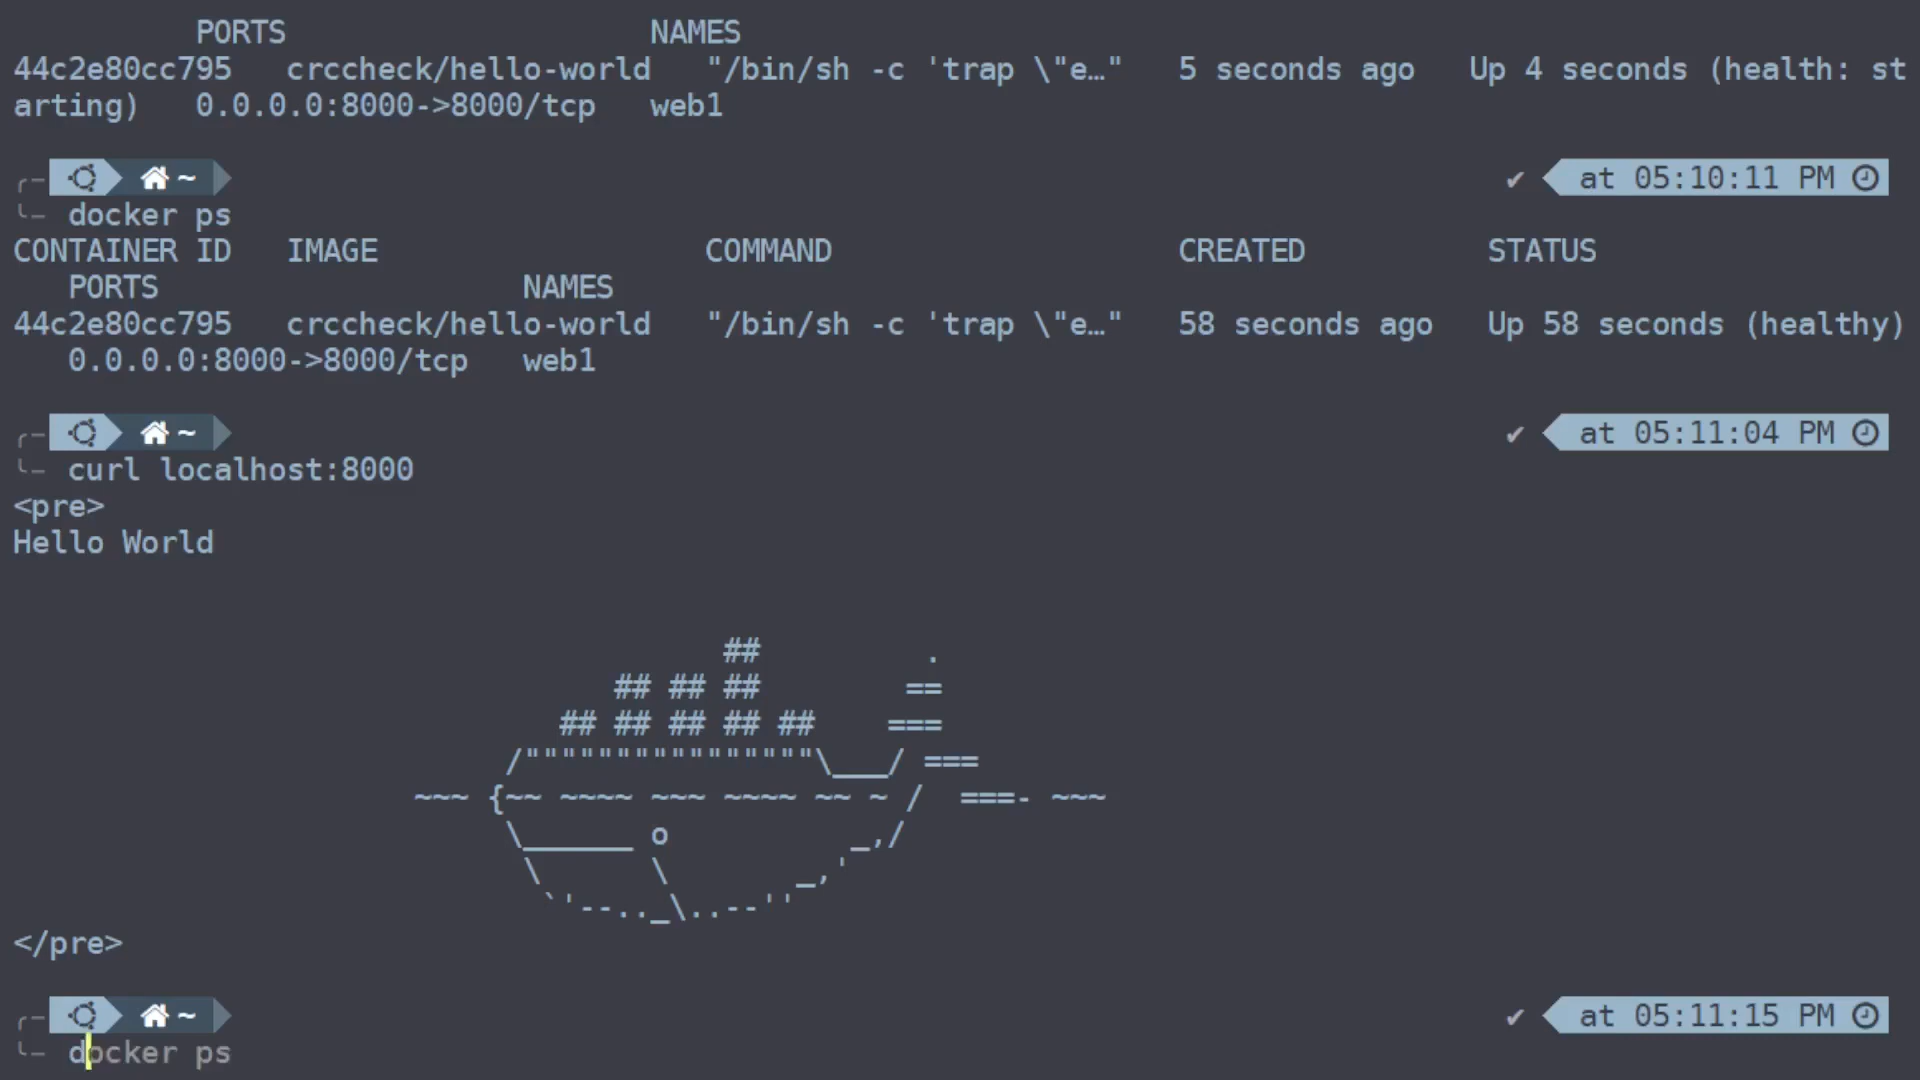 PORTS                    NAMES
44c2e80cc795   crccheck/hello-world   "/bin/sh -c 'trap \"e…"   5 seconds ago   Up 4 seconds (health: st
arting)   0.0.0.0:8000->8000/tcp   web1
~ ✔ at 05:10:11 PM
docker ps
CONTAINER ID   IMAGE                  COMMAND                   CREATED          STATUS
   PORTS                    NAMES
44c2e80cc795   crccheck/hello-world   "/bin/sh -c 'trap \"e…"   58 seconds ago   Up 58 seconds (healthy)
   0.0.0.0:8000->8000/tcp   web1
~ ✔ at 05:11:04 PM
curl localhost:8000
<pre>
Hello World
                                       ##         .
                                 ## ## ##        ==
                              ## ## ## ## ##    ===
                           /""""""""""""""""\___/ ===
                      ~~~ {~~ ~~~~ ~~~ ~~~~ ~~ ~ /  ===- ~~~
                           \______ o          _,/
                            \      \       _,'
                             `'--.._\..--''
</pre>
~ ✔ at 05:11:15 PM
docker ps